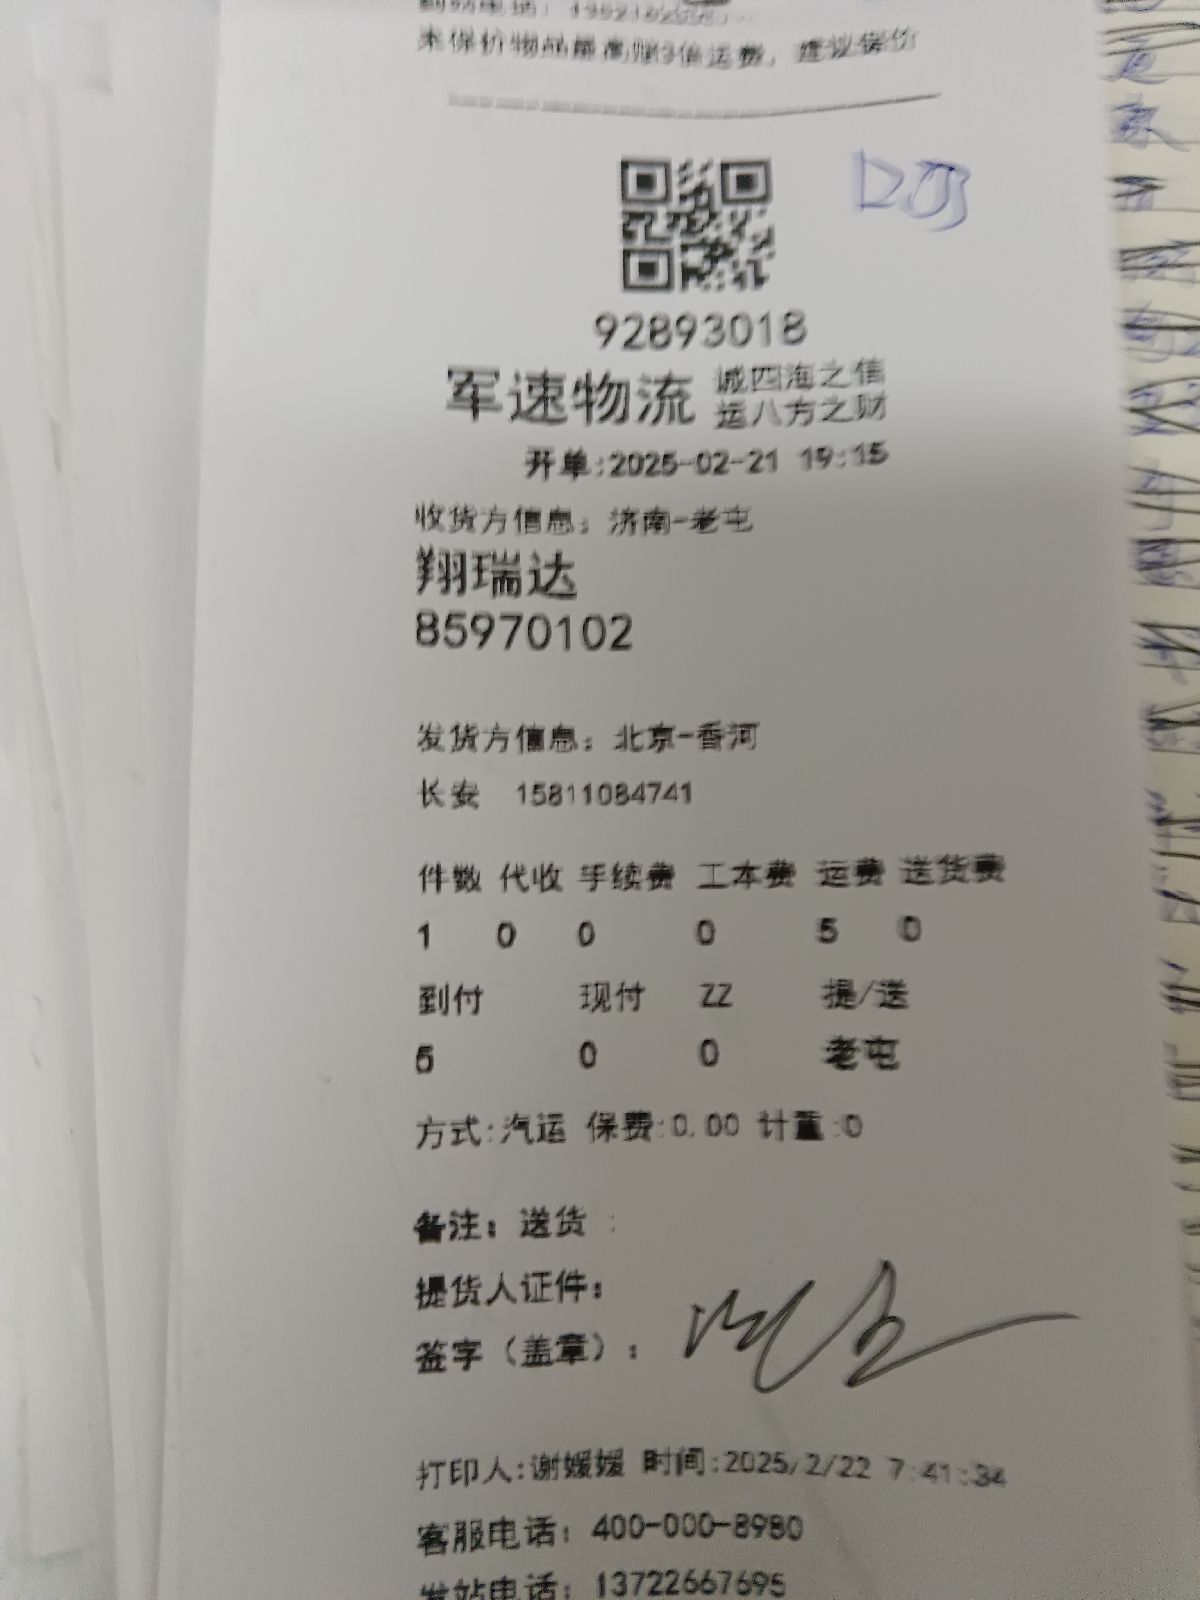 未保价物品最高赔3倍运费，建议保价
92893018
军速物流 诚四海之信
运八方之财
开单:2025-02-21 19:15
收货方信息：济南-老屯
翔瑞达
85970102
发货方信息：北京-香河
长安 15811084741
件数 代收 手续费 工本费 运费 送货费
1 0 0 0 5 0
到付 现付 ZZ 提/送
5 0 0 老屯
方式:汽运 保费:0.00 计重:0
备注：送货 :
提货人证件：
签字（盖章）：
打印人:谢媛媛 时间:2025/2/22 7:41:34
客服电话：400-000-8980
发站电话：13722667695